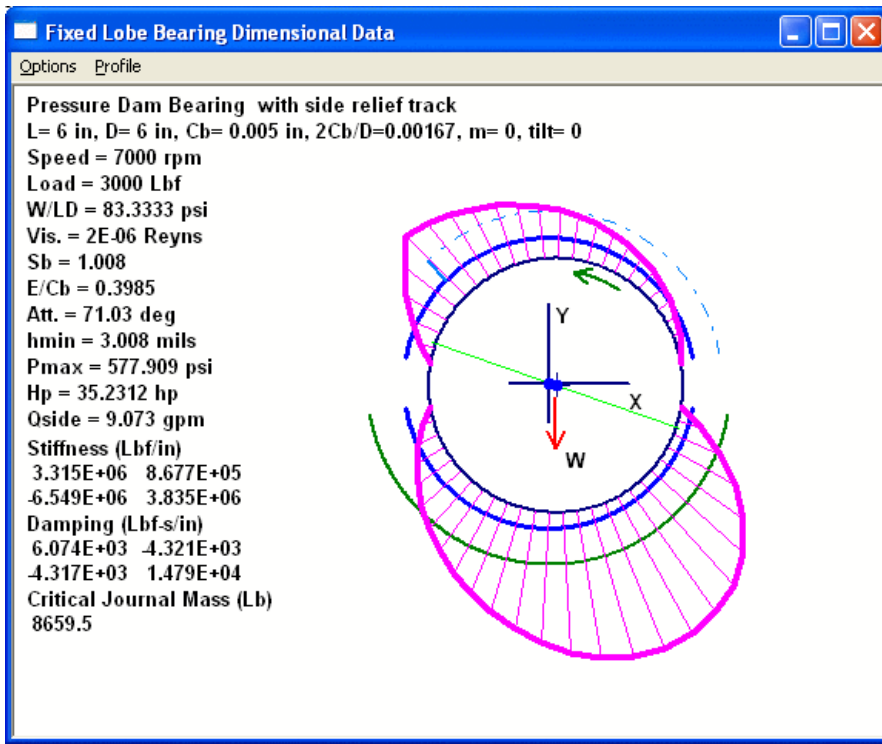 Fixed Lobe Bearing Dimensional Data
Options Profile
Pressure Dam Bearing with side relief track
L= 6 in, D= 6 in, Cb= 0.005 in, 2Cb/D=0.00167, m= 0, tilt= 0
Speed = 7000 rpm
Load = 3000 Lbf
W/LD = 83.3333 psi
Vis. = 2E-06 Reyns
Sb = 1.008
E/Cb = 0.3985
Att. = 71.03 deg
hmin = 3.008 mils
Pmax = 577.909 psi
Hp = 35.2312 hp
Qside = 9.073 gpm
Stiffness (Lbf/in)
3.315E+06 8.677E+05
-6.549E+06 3.835E+06
Damping (Lbf-s/in)
6.074E+03 -4.321E+03
-4.317E+03 1.479E+04
Critical Journal Mass (Lb)
8659.5
Y
X
W